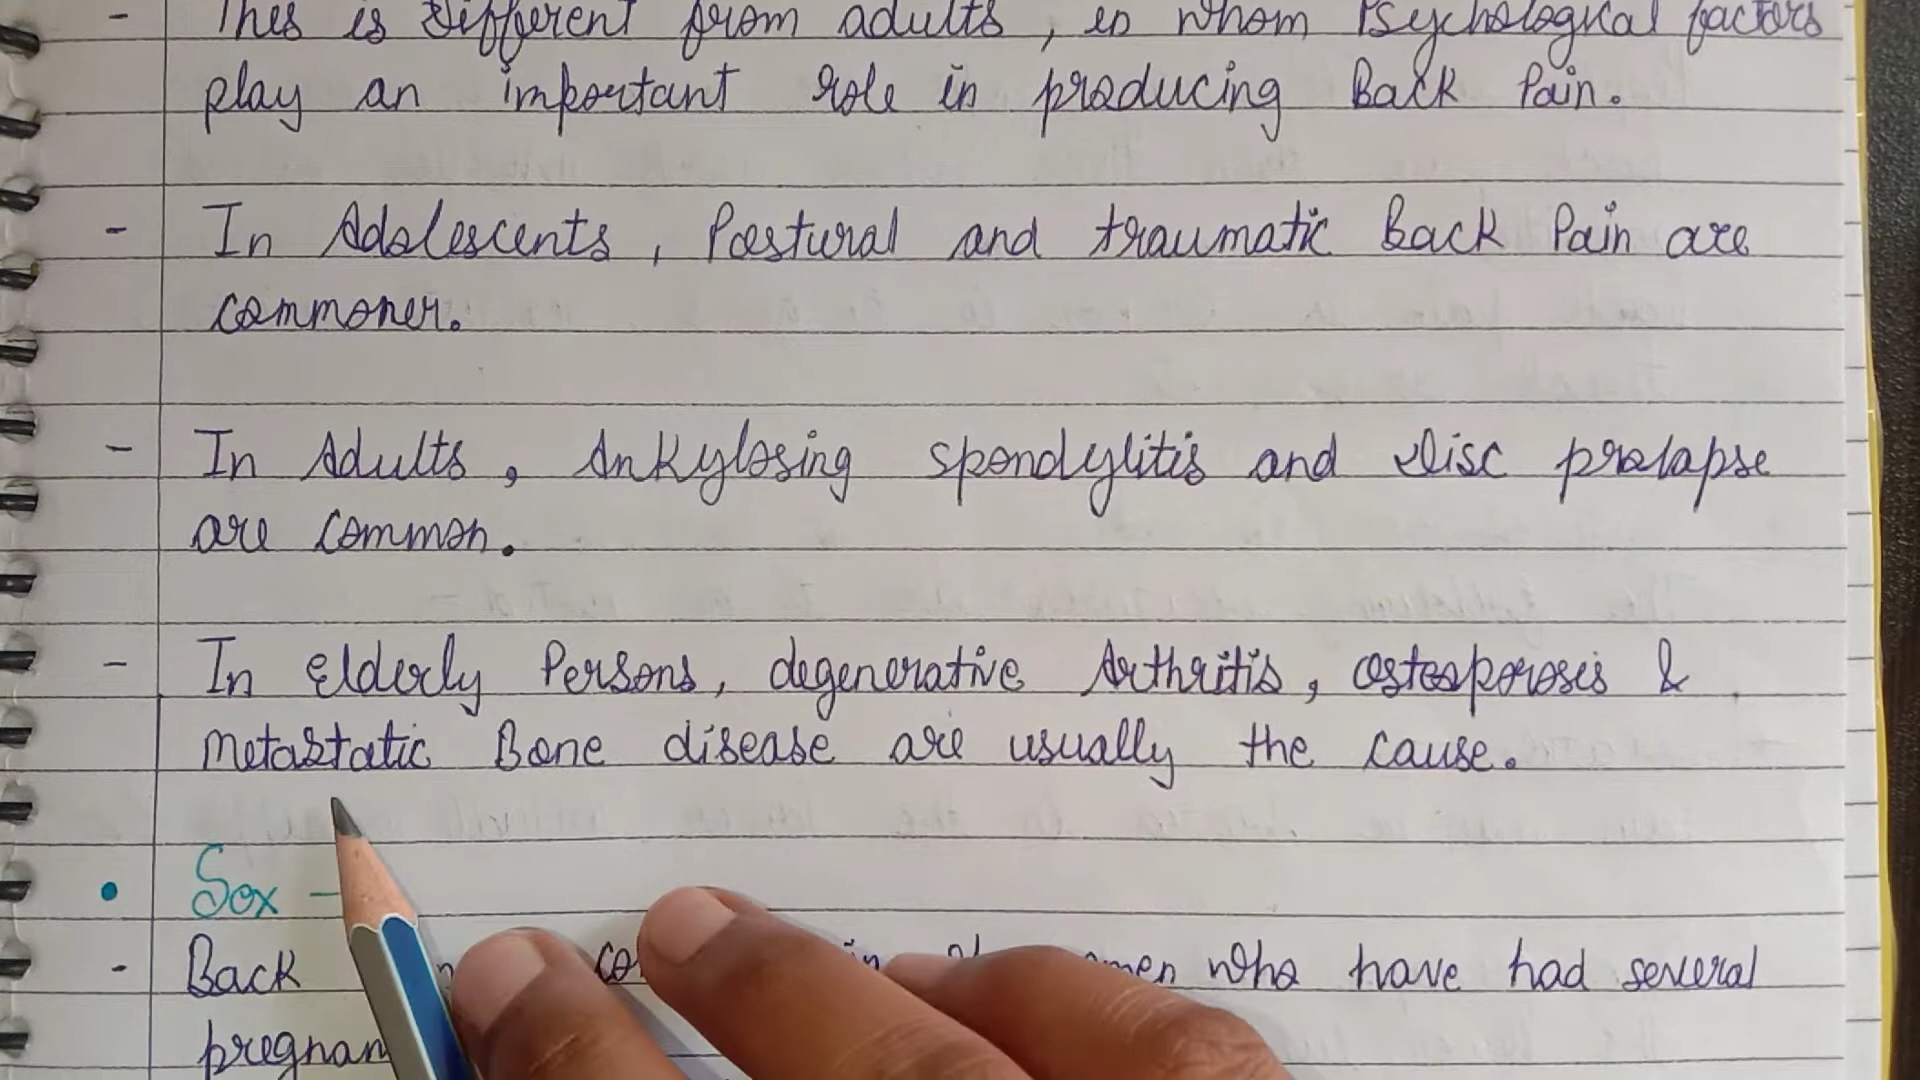 - This is different from adults, in whom Psychological factors
play an important role in producing Back Pain.
- In Adolescents, Postural and traumatic Back Pain are
commoner.
- In Adults, Ankylosing spondylitis and disc prolapse
are common.
- In Elderly Persons, degenerative Arthritis, osteoporosis &
metastatic Bone disease are usually the cause.
• Sex -
- Back in who have had several